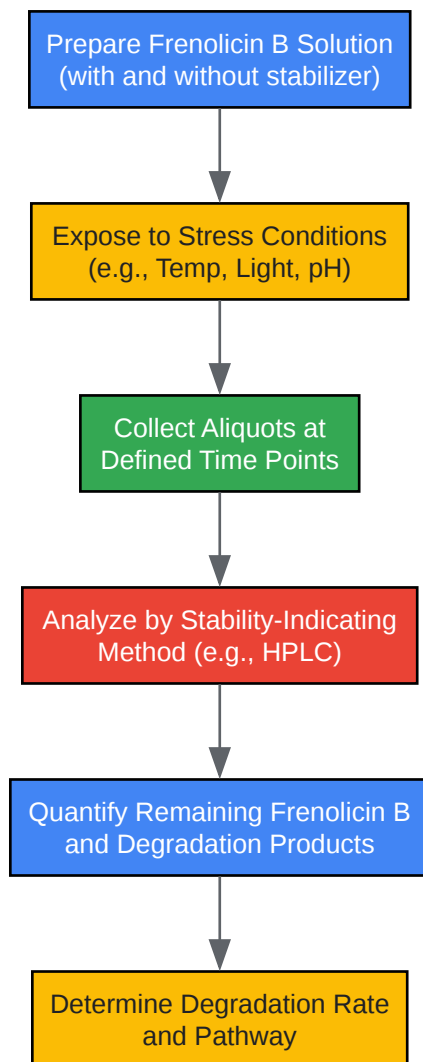 Prepare Frenolicin B Solution
(with and without stabilizer)
Expose to Stress Conditions
(e.g., Temp, Light, pH)
Collect Aliquots at
Defined Time Points
Analyze by Stability-Indicating
Method (e.g., HPLC)
Quantify Remaining Frenolicin B
and Degradation Products
Determine Degradation Rate
and Pathway